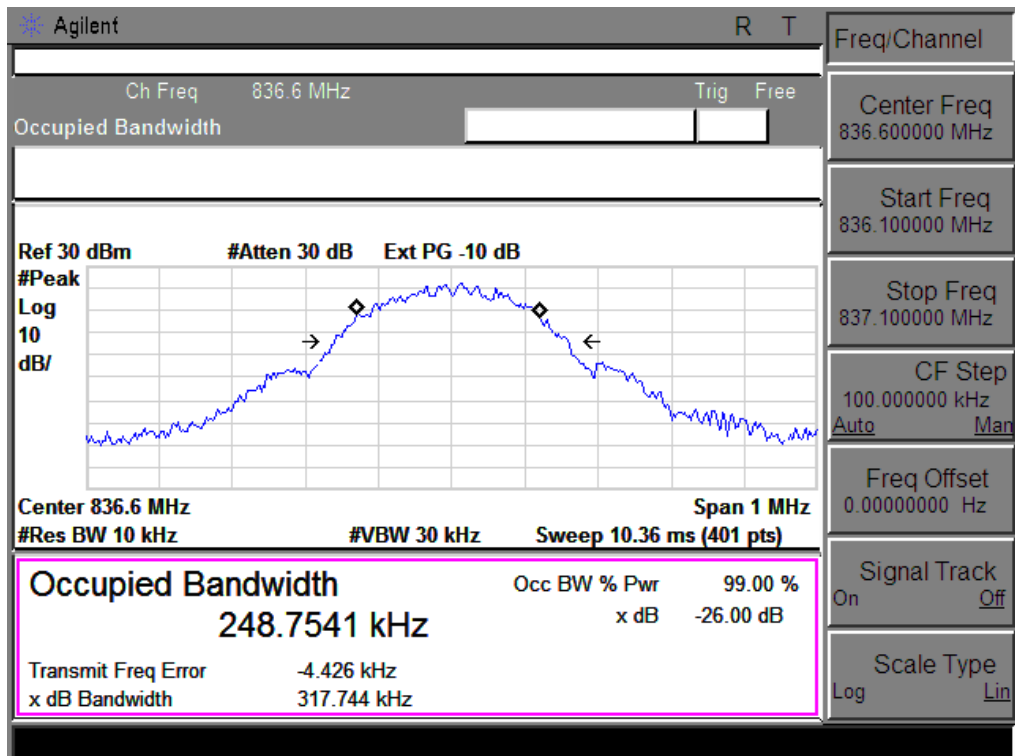 Agilent R T
Ch Freq 836.6 MHz Trig Free
Occupied Bandwidth
Ref 30 dBm #Atten 30 dB Ext PG -10 dB
#Peak
Log
10
dB/
Center 836.6 MHz Span 1 MHz
#Res BW 10 kHz #VBW 30 kHz Sweep 10.36 ms (401 pts)
Occupied Bandwidth Occ BW % Pwr 99.00 %
248.7541 kHz x dB -26.00 dB
Transmit Freq Error -4.426 kHz
x dB Bandwidth 317.744 kHz
Freq/Channel
Center Freq
836.600000 MHz
Start Freq
836.100000 MHz
Stop Freq
837.100000 MHz
CF Step
100.000000 kHz
Auto Man
Freq Offset
0.00000000 Hz
Signal Track
On Off
Scale Type
Log Lin